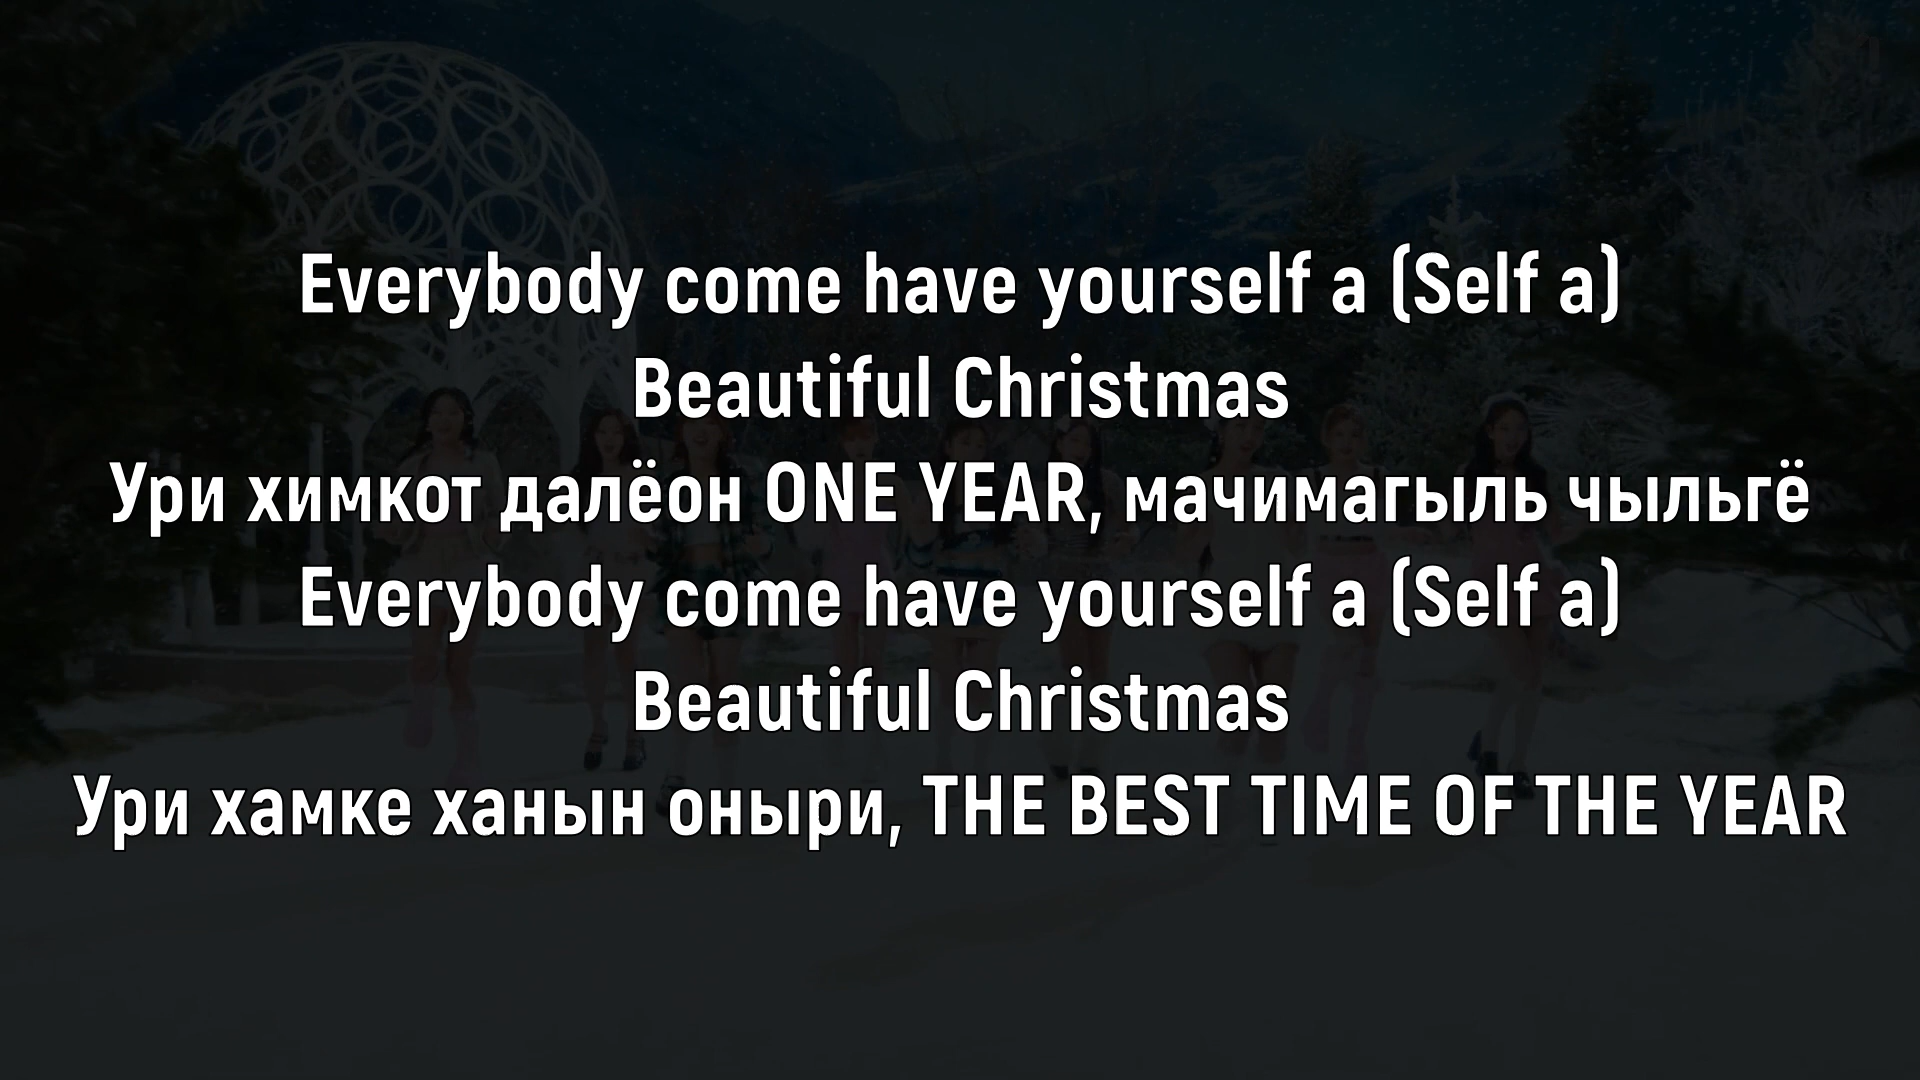 Everybody come have yourself a (Self a)
Beautiful Christmas
Ури химкот далёон ONE YEAR, мачимагыль чыльгё
Everybody come have yourself a (Self a)
Beautiful Christmas
Ури хамке ханын оныри, THE BEST TIME OF THE YEAR